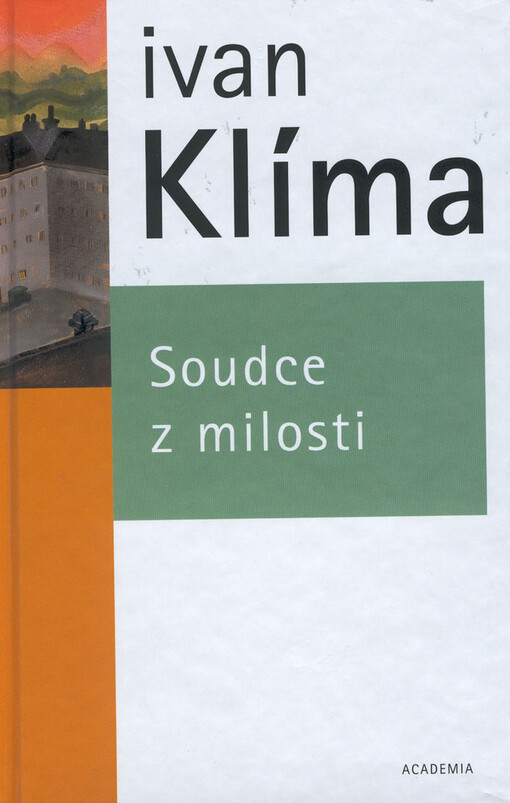 ivan
Klíma
Soudce
z milosti
ACADEMIA